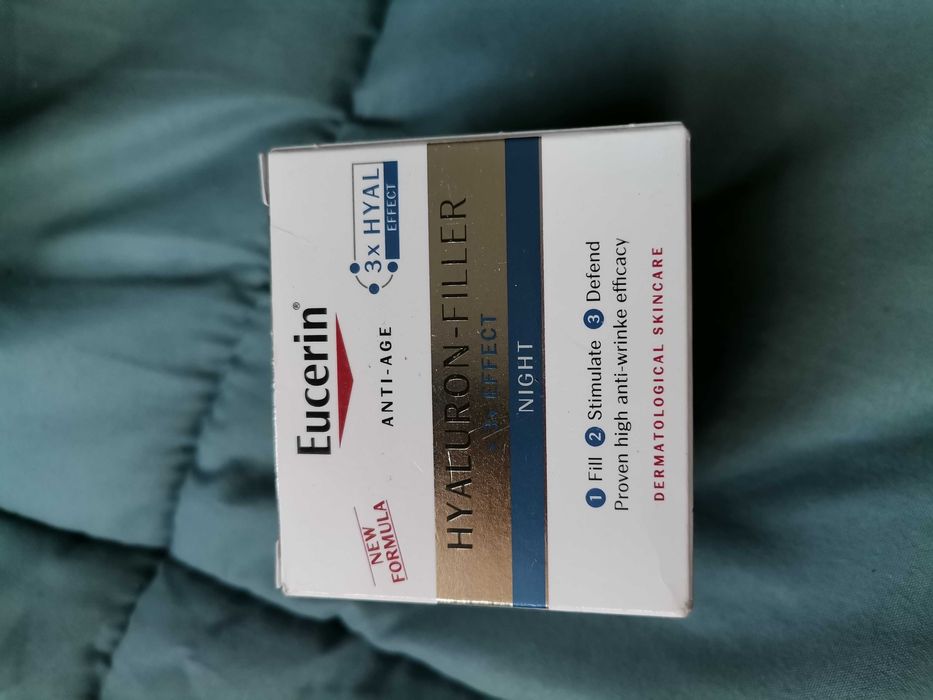 Eucerin®
ANTI-AGE
3x HYAL
EFFECT
NEW
FORMULA
HYALURON-FILLER
+ 3x EFFECT
NIGHT
1 Fill 2 Stimulate 3 Defend
Proven high anti-wrinke efficacy
DERMATOLOGICAL SKINCARE